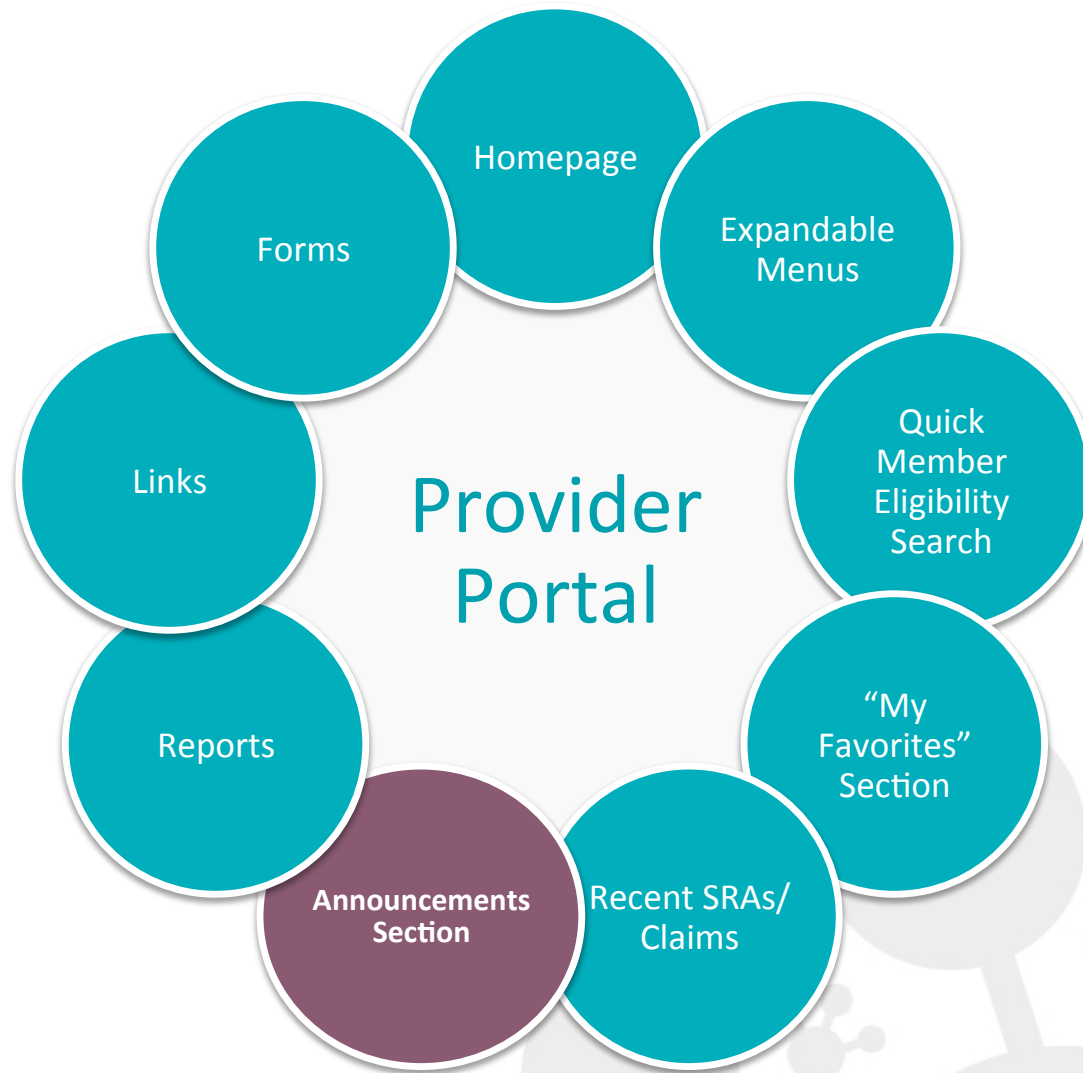 Homepage
Expandable
Menus
Quick
Member
Eligibility
Search
“My
Favorites”
Section
Recent SRAs/
Claims
Announcements
Section
Reports
Links
Forms
Provider
Portal